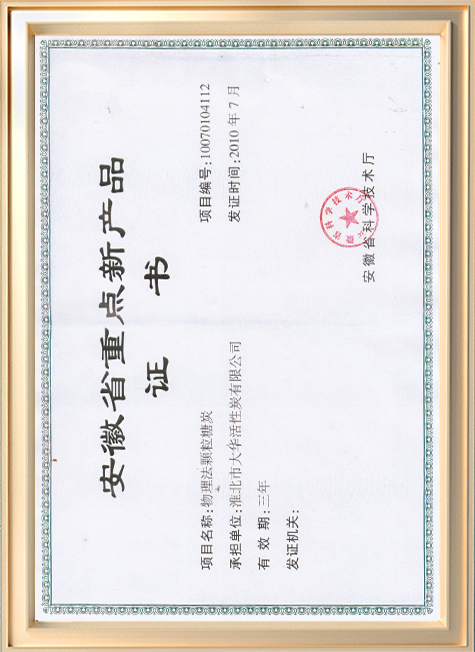 安徽省重点新产品
证书
项目名称:物理法颗粒糖炭
项目编号:10070104112
承担单位:淮北市大华活性炭有限公司
发证时间:2010 年 7 月
有 效 期:三年
发证机关:
安徽省科学技术厅